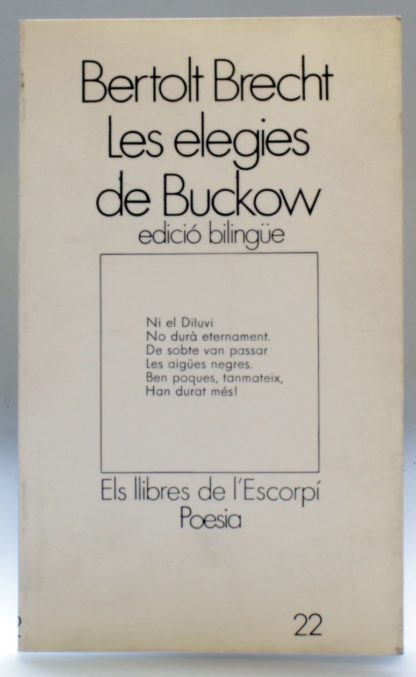 Bertolt Brecht
Les elegies
de Buckow
edició bilingüe
Ni el Diluvi
No durà eternament.
De sobte van passar
Les aigües negres.
Ben poques, tanmateix,
Han durat més!
Els llibres de l'Escorpí
Poesia
22